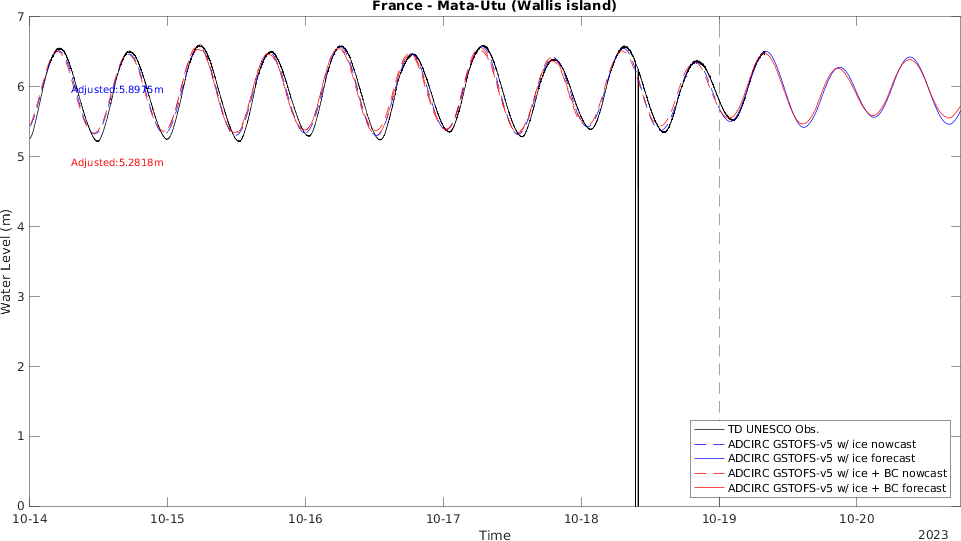 France - Mata-Utu (Wallis island)
7
6
5
4
3
2
1
0
Water Level (m)
Adjusted:5.8975m
Adjusted:5.2818m
TD UNESCO Obs.
ADCIRC GSTOFS-v5 w/ ice nowcast
ADCIRC GSTOFS-v5 w/ ice forecast
ADCIRC GSTOFS-v5 w/ ice + BC nowcast
ADCIRC GSTOFS-v5 w/ ice + BC forecast
10-14 10-15 10-16 10-17 10-18 10-19 10-20
Time
2023